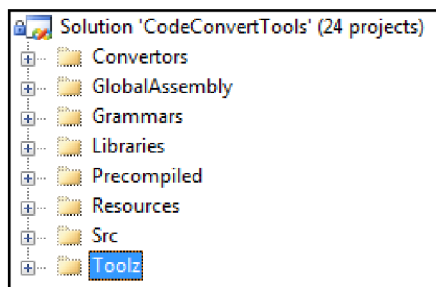 Solution 'CodeConvertTools' (24 projects)
Convertors
GlobalAssembly
Grammars
Libraries
Precompiled
Resources
Src
Toolz